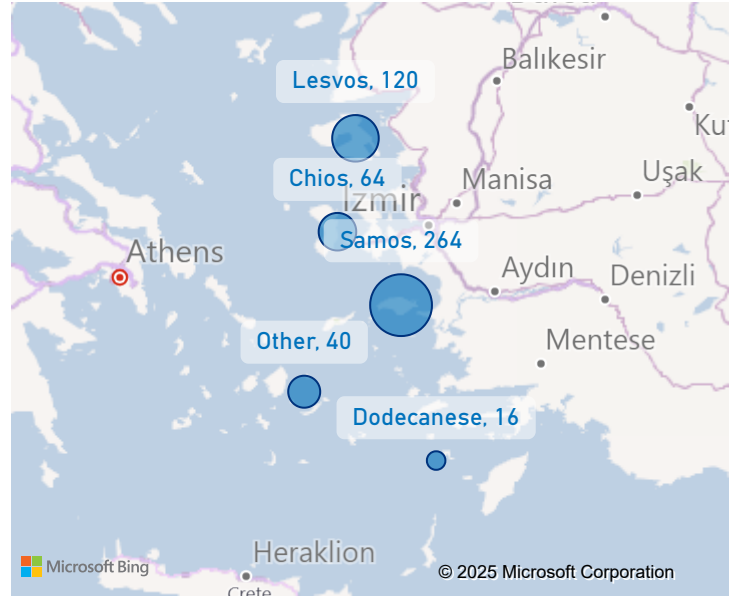 Balıkesir
Lesvos, 120
Ku
Chios, 64
Uşak
Manisa
İzmir
Samos, 264
Athens
Aydın
Denizli
Other, 40
Mentese
Dodecanese, 16
Heraklion
Microsoft Bing
© 2025 Microsoft Corporation
Crete